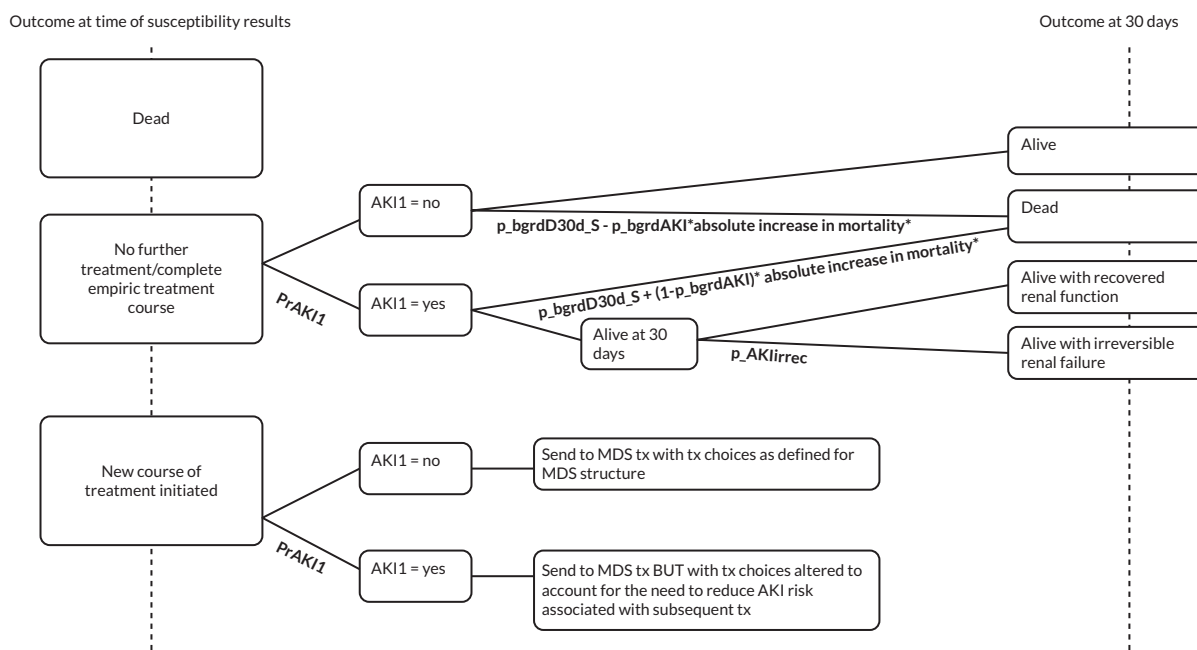 Outcome at time of susceptibility results
Outcome at 30 days
Dead
No further
treatment/complete
empiric treatment
course
PrAKI1
AKI1 = no
AKI1 = yes
p_bgrdD30d_S - p_bgrdAKI*absolute increase in mortality*
p_bgrdD30d_S + (1-p_bgrdAKI)* absolute increase in mortality*
Alive at 30
days
p_AKIirrec
Alive
Dead
Alive with recovered
renal function
Alive with irreversible
renal failure
New course of
treatment initiated
PrAKI1
AKI1 = no
Send to MDS tx with tx choices as defined for
MDS structure
AKI1 = yes
Send to MDS tx BUT with tx choices altered to
account for the need to reduce AKI risk
associated with subsequent tx